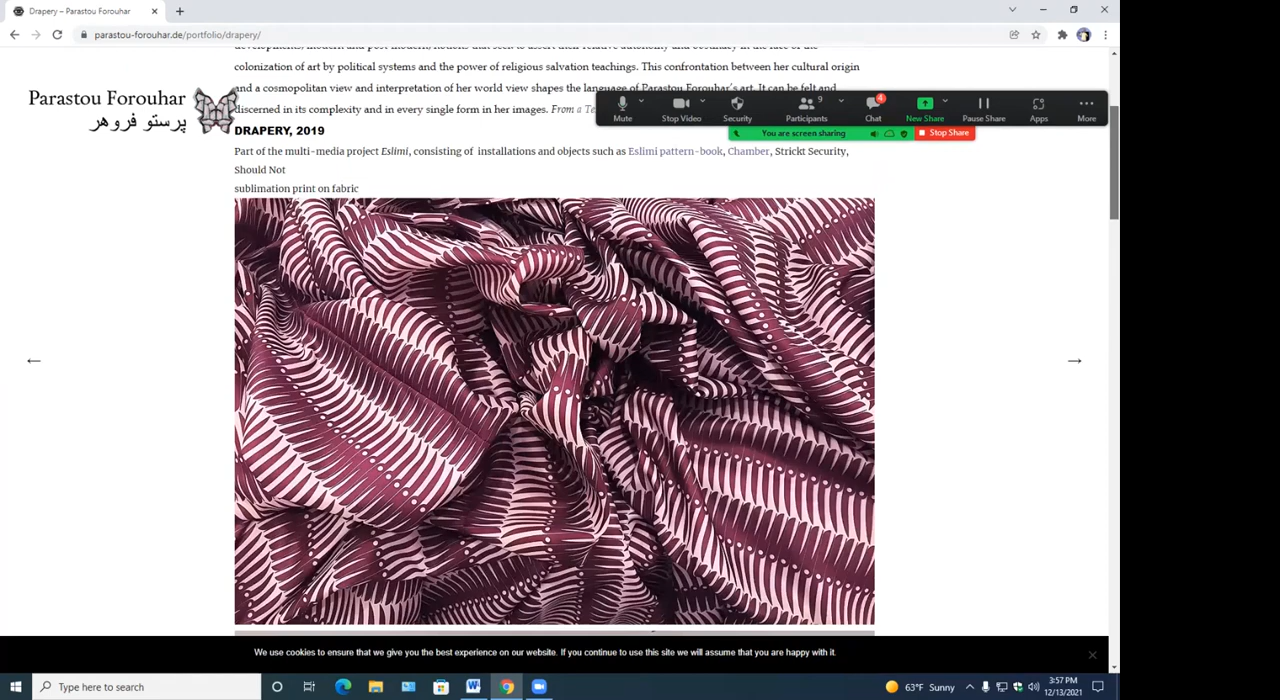 Drapery – Parastou Forouhar
parastou-forouhar.de/portfolio/drapery/
colonization of art by political systems and the power of religious salvation teachings. This confrontation between her cultural origin
and a cosmopolitan view and interpretation of her world view shapes the language of Parastou Forouhar's art. It can be felt and
discerned in its complexity and in every single form in her images. From a
Parastou Forouhar
پرستو فروهر
Mute
Stop Video
Security
9
Participants
4
Chat
New Share
Pause Share
Apps
More
You are screen sharing
Stop Share
DRAPERY, 2019
Part of the multi-media project Eslimi, consisting of installations and objects such as Eslimi pattern-book, Chamber, Strickt Security,
Should Not
sublimation print on fabric
We use cookies to ensure that we give you the best experience on our website. If you continue to use this site we will assume that you are happy with it.
Type here to search
63°F Sunny
3:57 PM
12/13/2021